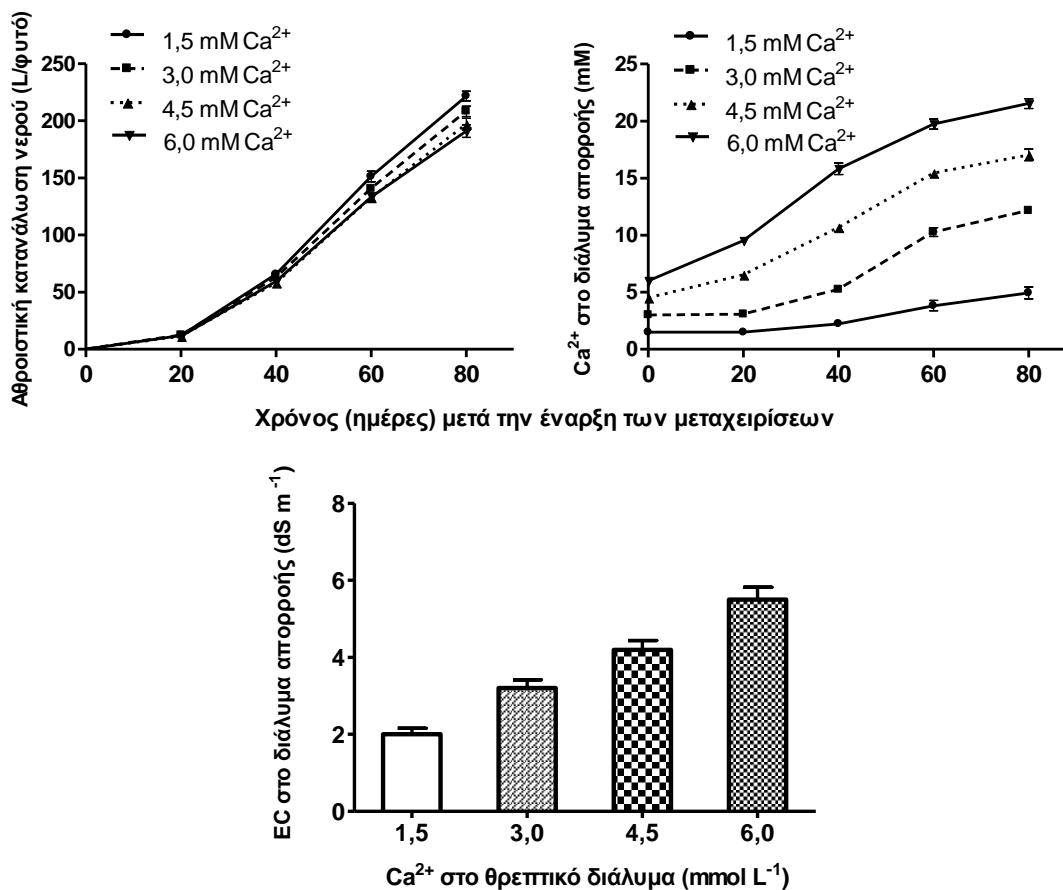 1,5 mM Ca²⁺
3,0 mM Ca²⁺
4,5 mM Ca²⁺
6,0 mM Ca²⁺
Αθροιστική κατανάλωση νερού (L/φυτό)
250
200
150
100
50
0
0 20 40 60 80
1,5 mM Ca²⁺
3,0 mM Ca²⁺
4,5 mM Ca²⁺
6,0 mM Ca²⁺
Ca²⁺ στο διάλυμα απορροής (mM)
25
20
15
10
5
0
0 20 40 60 80
Χρόνος (ημέρες) μετά την έναρξη των μεταχειρίσεων
EC στο διάλυμα απορροής (dS m⁻¹)
8
6
4
2
0
1,5 3,0 4,5 6,0
Ca²⁺ στο θρεπτικό διάλυμα (mmol L⁻¹)